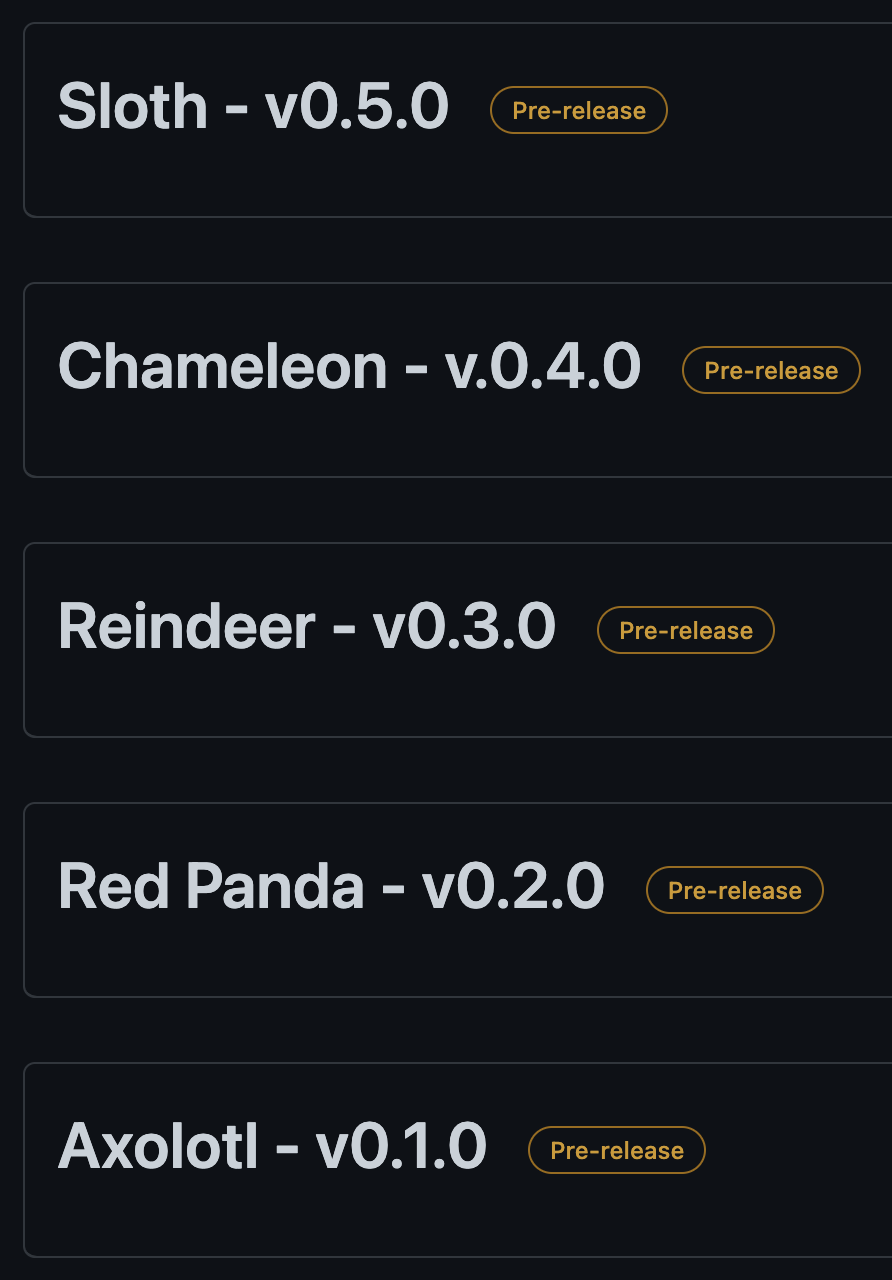 Sloth - v0.5.0 Pre-release
Chameleon - v.0.4.0 Pre-release
Reindeer - v0.3.0 Pre-release
Red Panda - v0.2.0 Pre-release
Axolotl - v0.1.0 Pre-release